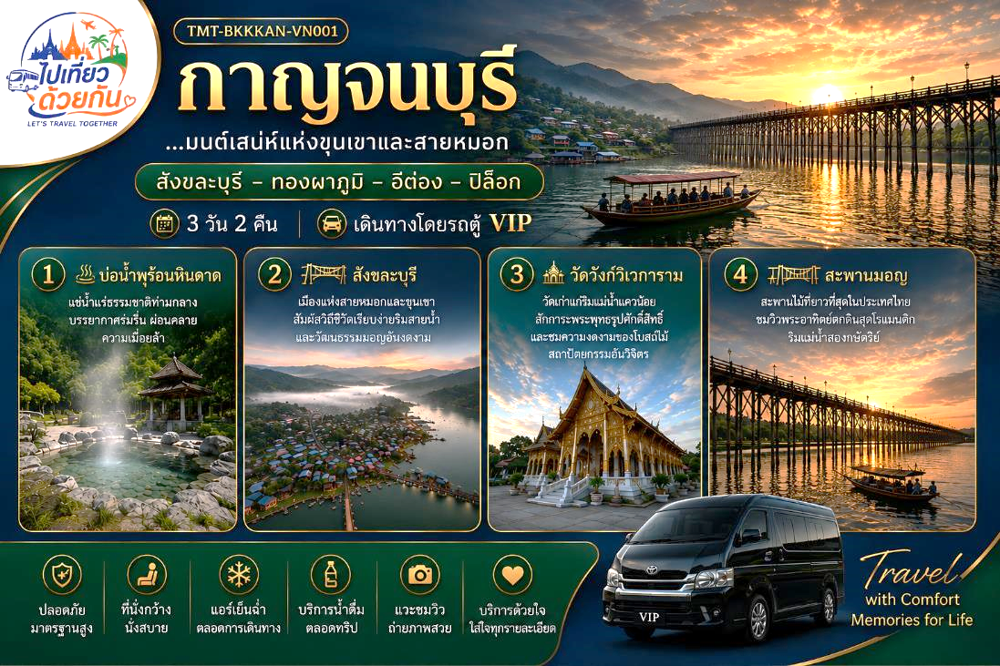 ไปเที่ยว
ด้วยกัน
LET'S TRAVEL TOGETHER
TMT-BKKKAN-VN001
กาญจนบุรี
...มนต์เสน่ห์แห่งขุนเขาและสายหมอก
สังขละบุรี – ทองผาภูมิ – อีต่อง – ปิล็อก
3 วัน 2 คืน
เดินทางโดยรถตู้ VIP
1 บ่อน้ำพุร้อนหินดาด
แช่น้ำแร่ธรรมชาติท่ามกลาง
บรรยากาศร่มรื่น ผ่อนคลาย
ความเมื่อยล้า
2 สังขละบุรี
เมืองแห่งสายหมอกและขุนเขา
สัมผัสวิถีชีวิตเรียบง่ายริมสายน้ำ
และวัฒนธรรมมอญอันงดงาม
3 วัดวังก์วิเวการาม
วัดเก่าแก่ริมแม่น้ำแควน้อย
สักการะพระพุทธรูปศักดิ์สิทธิ์
และชมความงดงามของโบสถ์ไม้
สถาปัตยกรรมอันวิจิตร
4 สะพานมอญ
สะพานไม้ที่ยาวที่สุดในประเทศไทย
ชมวิวพระอาทิตย์ตกดินสุดโรแมนติก
ริมแม่น้ำสองกษัตริย์
ปลอดภัย
มาตรฐานสูง
ที่นั่งกว้าง
นั่งสบาย
แอร์เย็นฉ่ำ
ตลอดการเดินทาง
บริการน้ำดื่ม
ตลอดทริป
แวะชมวิว
ถ่ายภาพสวย
บริการด้วยใจ
ใส่ใจทุกรายละเอียด
VIP
Travel
with Comfort
Memories for Life